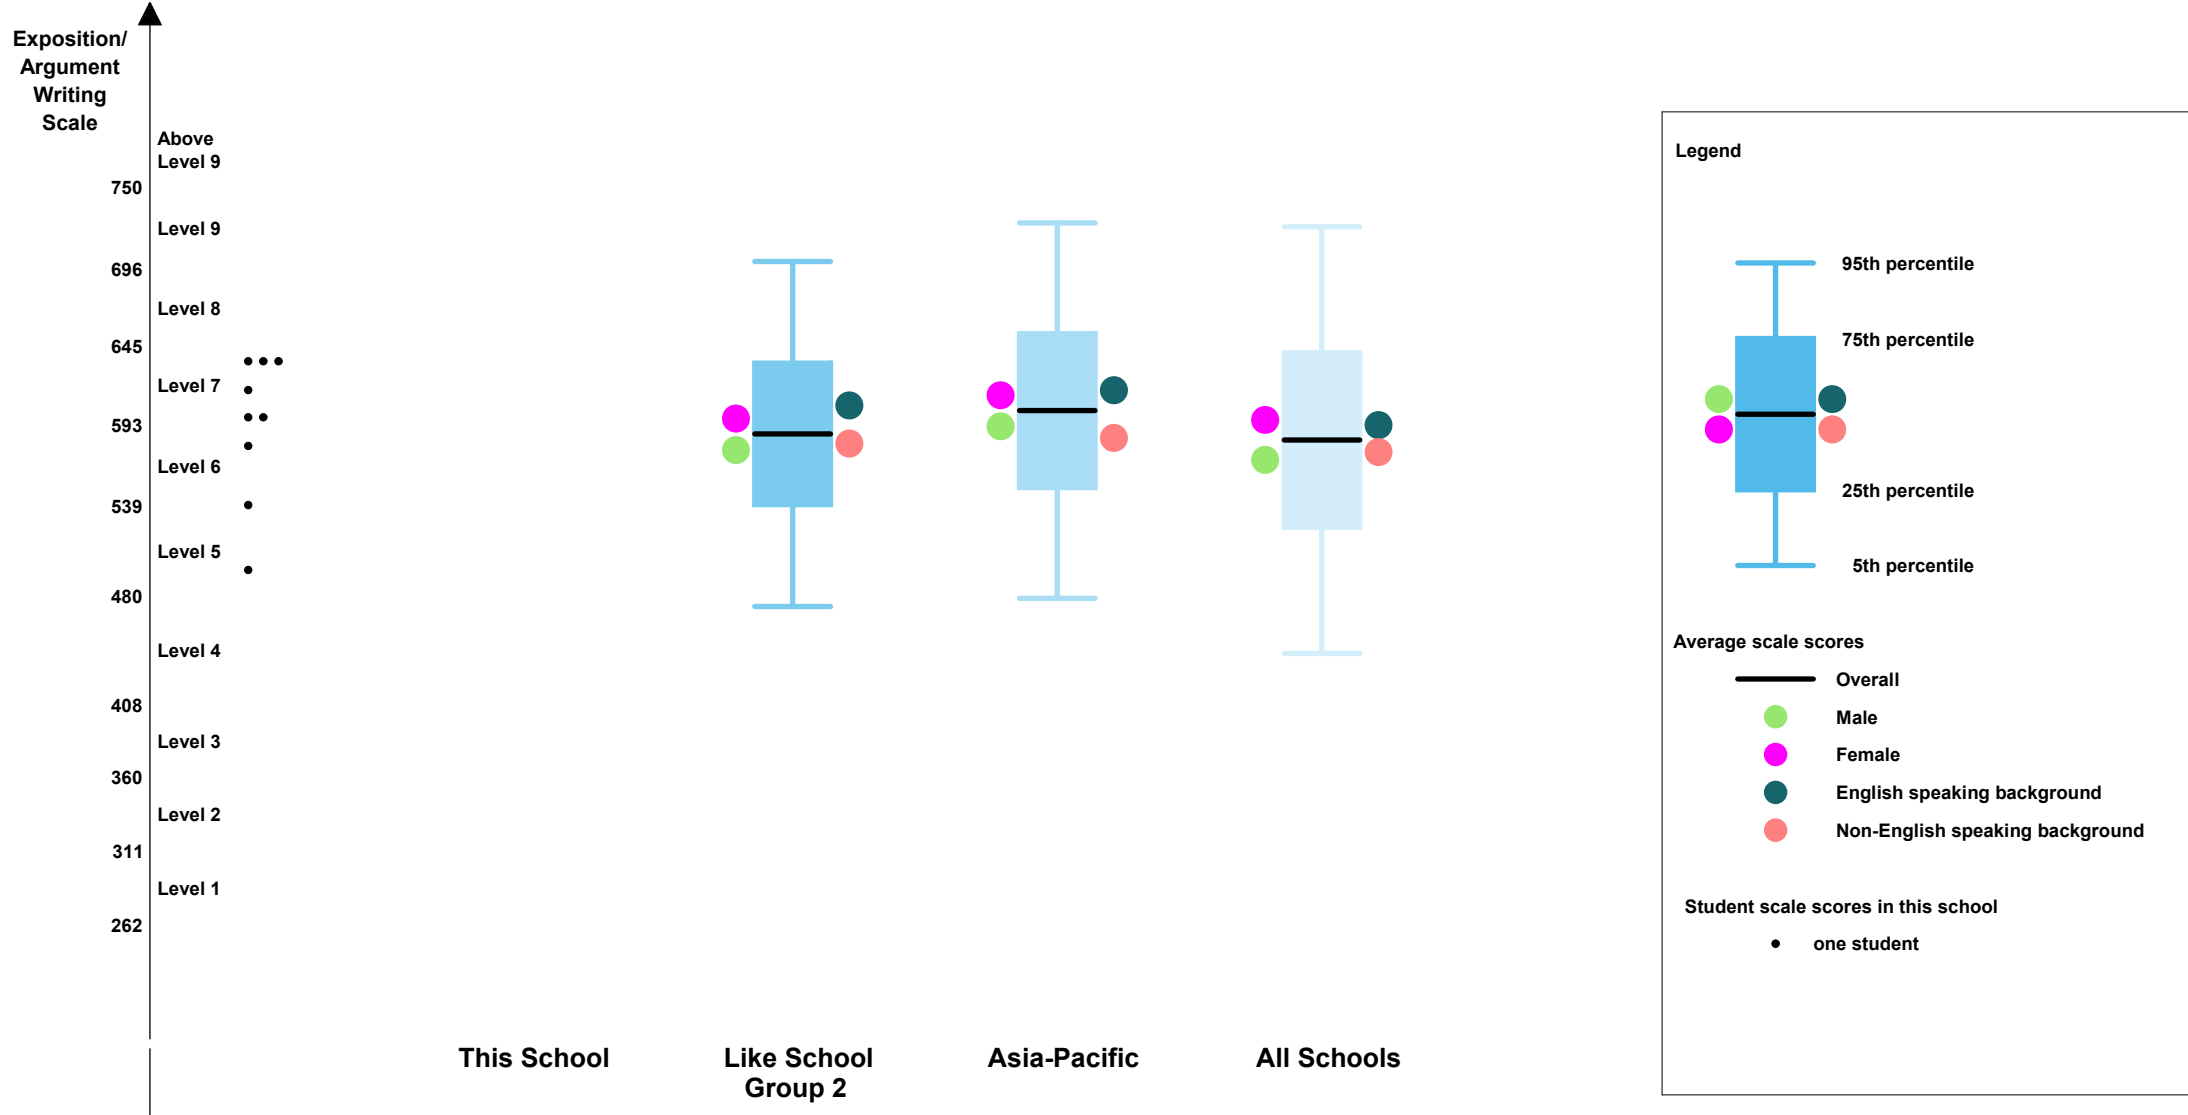 Exposition/
Argument
Writing
Scale
Above
Level 9
750
Level 9
696
Level 8
645
Level 7
593
Level 6
539
Level 5
480
Level 4
408
Level 3
360
Level 2
311
Level 1
262
This School
Like School
Group 2
Asia-Pacific
All Schools
Legend
95th percentile
75th percentile
25th percentile
5th percentile
Average scale scores
Overall
Male
Female
English speaking background
Non-English speaking background
Student scale scores in this school
one student